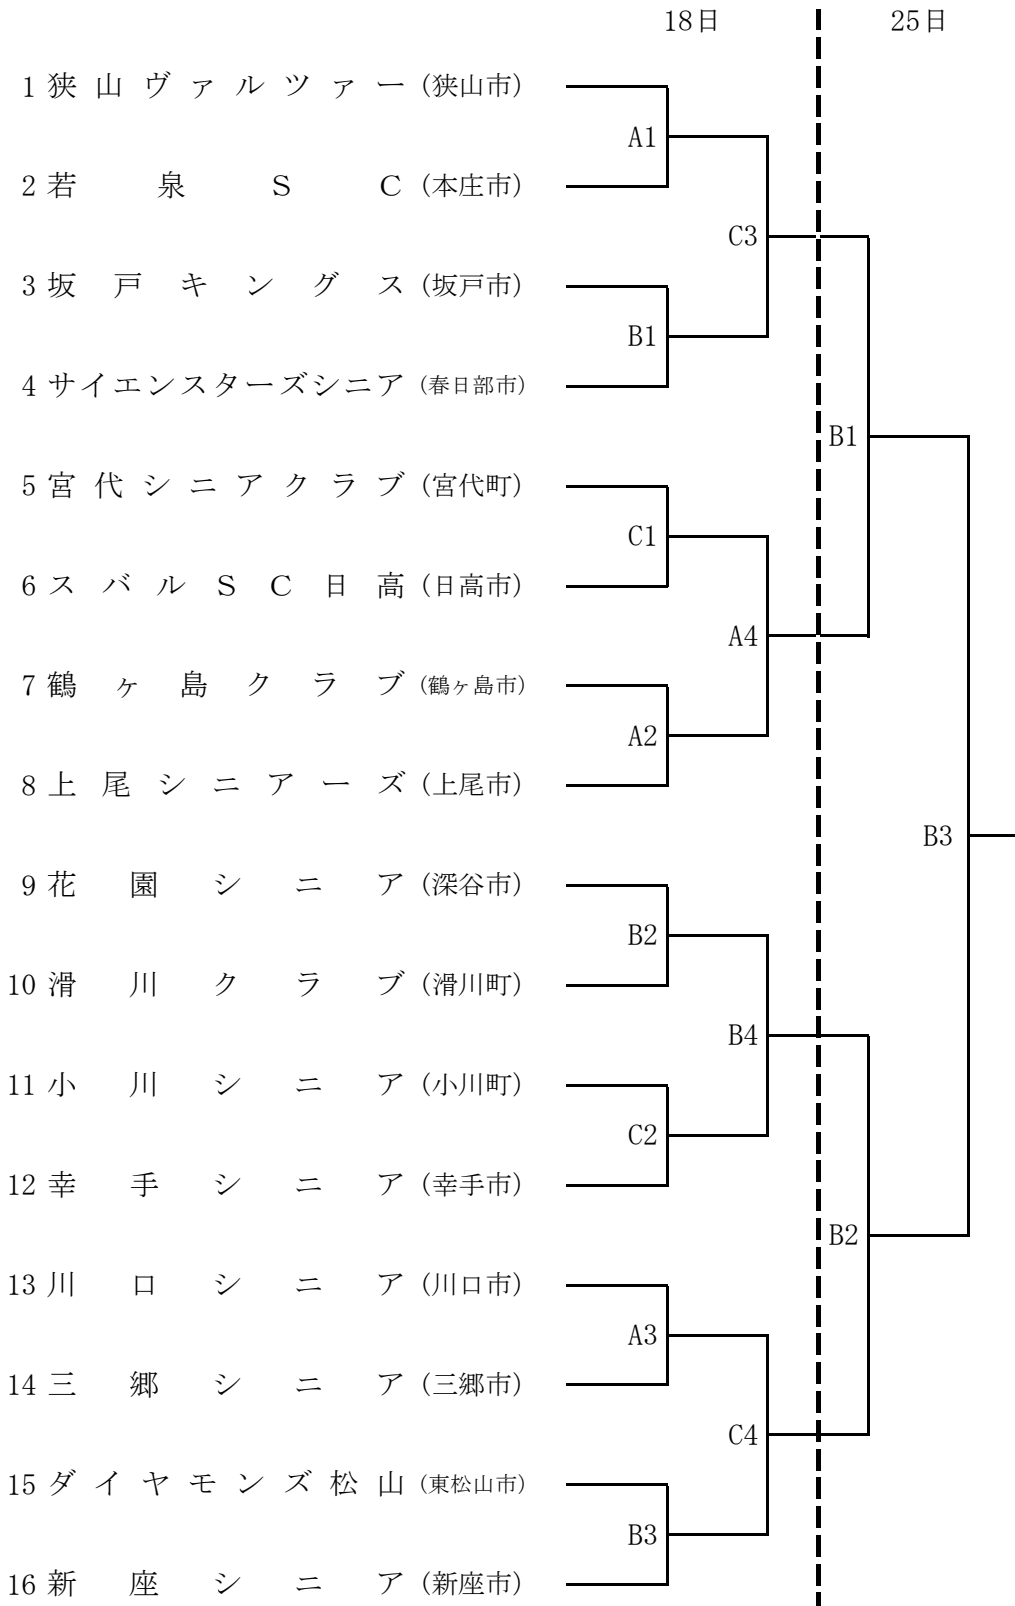 18日 25日
1 狭山ヴァルツァー (狭山市)
A1
2 若泉ＳＣ (本庄市)
C3
3 坂戸キングス (坂戸市)
B1
4 サイエンスターズシニア (春日部市)
B1
5 宮代シニアクラブ (宮代町)
C1
6 スバルＳＣ日高 (日高市)
A4
7 鶴ヶ島クラブ (鶴ヶ島市)
A2
8 上尾シニアーズ (上尾市)
B3
9 花園シニア (深谷市)
B2
10 滑川クラブ (滑川町)
B4
11 小川シニア (小川町)
C2
12 幸手シニア (幸手市)
B2
13 川口シニア (川口市)
A3
14 三郷シニア (三郷市)
C4
15 ダイヤモンズ松山 (東松山市)
B3
16 新座シニア (新座市)